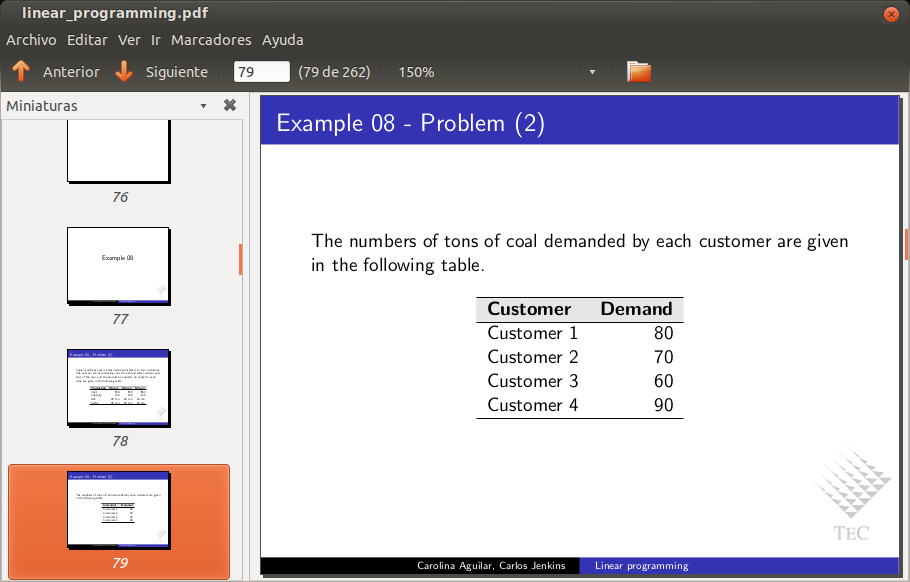 linear_programming.pdf
Archivo Editar Ver Ir Marcadores Ayuda
Anterior Siguiente 79 (79 de 262) 150%
Miniaturas
76
Example 08
77
Example 08 - Problem (1)
78
Example 08 - Problem (2)
79
Example 08 - Problem (2)
The numbers of tons of coal demanded by each customer are given
in the following table.
Customer Demand
Customer 1 80
Customer 2 70
Customer 3 60
Customer 4 90
TEC
Carolina Aguilar, Carlos Jenkins Linear programming